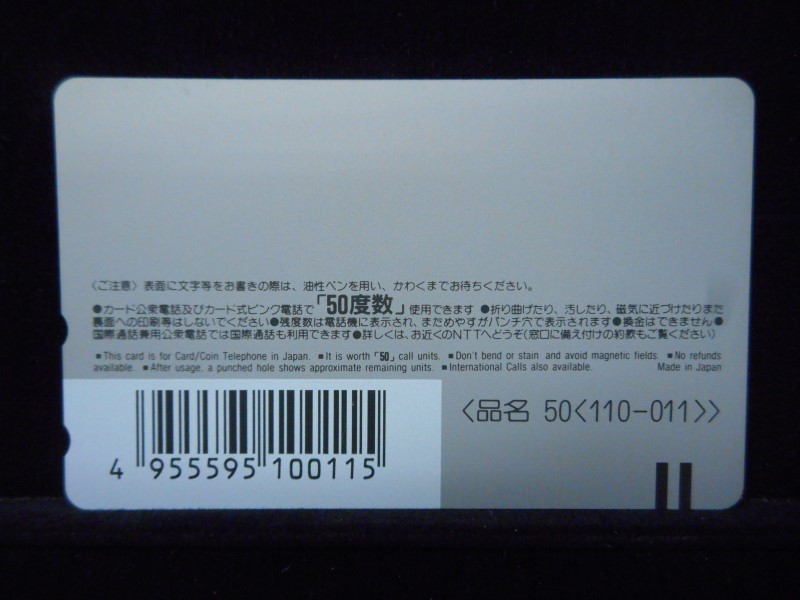 〈ご注意〉表面に文字等をお書きの際は、油性ペンを用い、かわくまでお待ちください。
●カード公衆電話及びカード式ピンク電話で「50度数」使用できます ●折り曲げたり、汚したり、磁気に近づけたりまた
裏面への印刷等はしないでください●残度数は電話機に表示され、まためやすがパンチ穴で表示されます●換金はできません●
国際通話兼用公衆電話では国際通話も利用できます●詳しくは、お近くのNTTへどうぞ(窓口に備え付けの約款もご覧ください)
■This card is for Card/Coin Telephone in Japan. ■It is worth「50」call units. ■Don't bend or stain and avoid magnetic fields. ■No refunds
available. ■After usage, a punched hole shows approximate remaining units. ■International Calls also available. Made in Japan
〈品名 50〈110-011〉〉
4 955595 100115